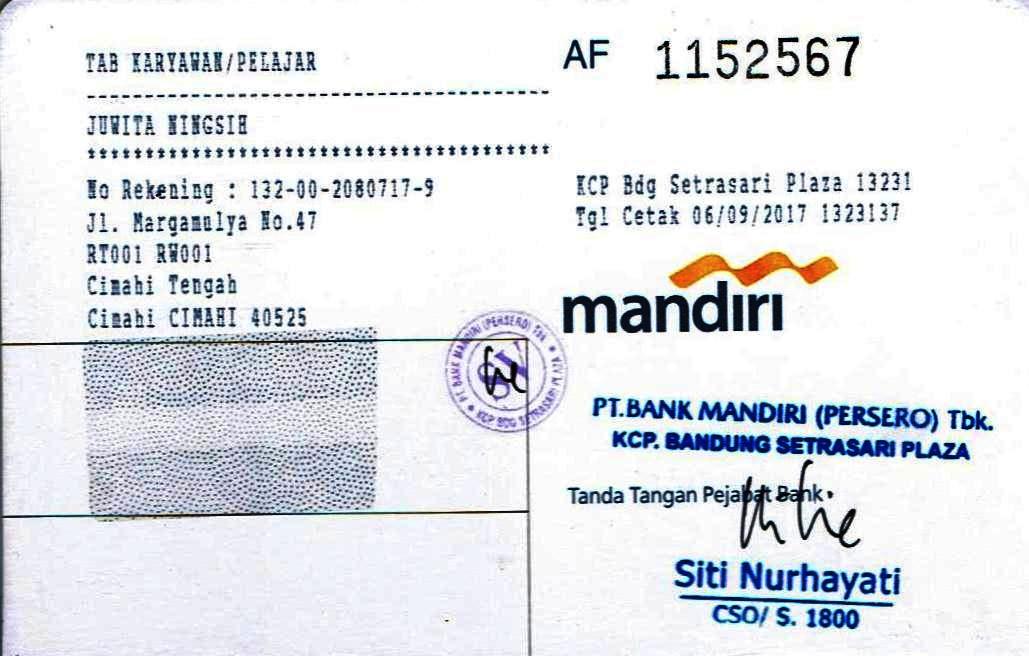 TAB KARYAWAN/PELAJAR
AF 1152567
JUWITA NINGSIH
No Rekening : 132-00-2080717-9
Jl. Margamulya No.47
RT001 RW001
Cimahi Tengah
Cimahi CIMAHI 40525
KCP Bdg Setrasari Plaza 13231
Tgl Cetak 06/09/2017 1323137
mandiri
PT. BANK MANDIRI (PERSERO) Tbk. ★ KCP BDG SETRASARI PLAZA ★
PT.BANK MANDIRI (PERSERO) Tbk.
KCP. BANDUNG SETRASARI PLAZA
Tanda Tangan Pejabat Bank
Siti Nurhayati
CSO/ S. 1800